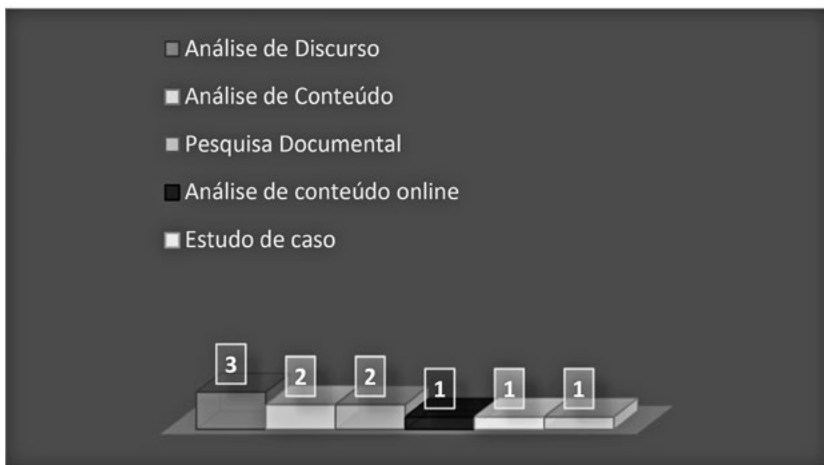 Análise de Discurso
Análise de Conteúdo
Pesquisa Documental
Análise de conteúdo online
Estudo de caso
3 2 2 1 1 1